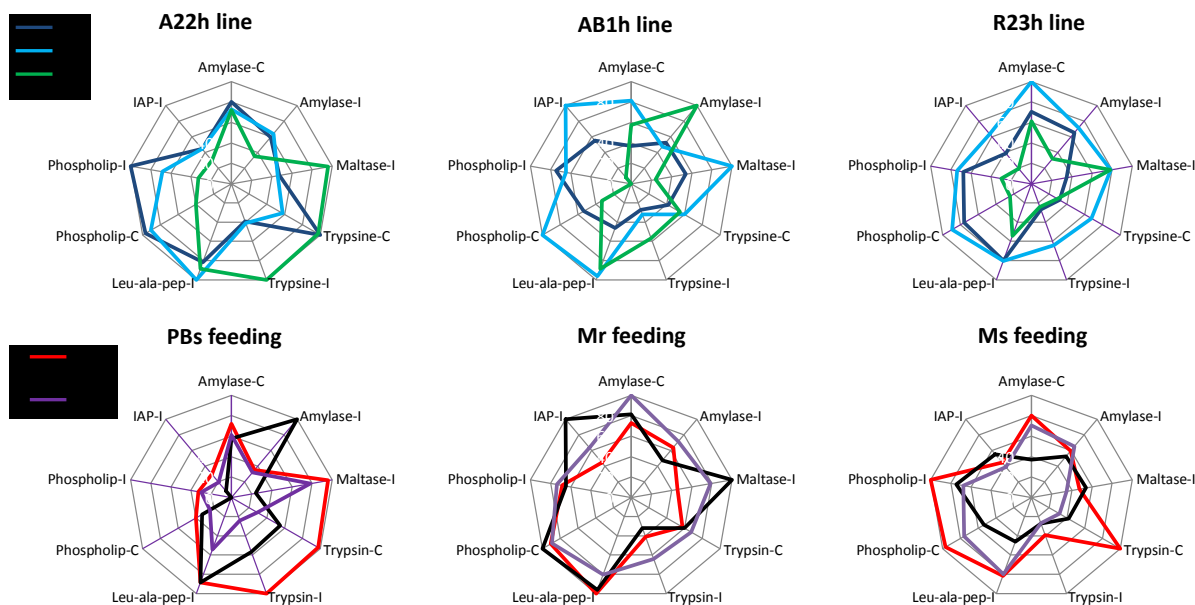 A22h line
AB1h line
R23h line
Amylase-C
Amylase-I
Maltase-I
Trypsine-C
Trypsine-I
Leu-ala-pep-I
Phospholip-C
Phospholip-I
IAP-I
Amylase-C
Amylase-I
Maltase-I
Trypsine-C
Trypsine-I
Leu-ala-pep-I
Phospholip-C
Phospholip-I
IAP-I
Amylase-C
Amylase-I
Maltase-I
Trypsine-C
Trypsine-I
Leu-ala-pep-I
Phospholip-C
Phospholip-I
IAP-I
PBs feeding
Mr feeding
Ms feeding
Amylase-C
Amylase-I
Maltase-I
Trypsin-C
Trypsin-I
Leu-ala-pep-I
Phospholip-C
Phospholip-I
IAP-I
Amylase-C
Amylase-I
Maltase-I
Trypsin-C
Trypsin-I
Leu-ala-pep-I
Phospholip-C
Phospholip-I
IAP-I
Amylase-C
Amylase-I
Maltase-I
Trypsin-C
Trypsin-I
Leu-ala-pep-I
Phospholip-C
Phospholip-I
IAP-I